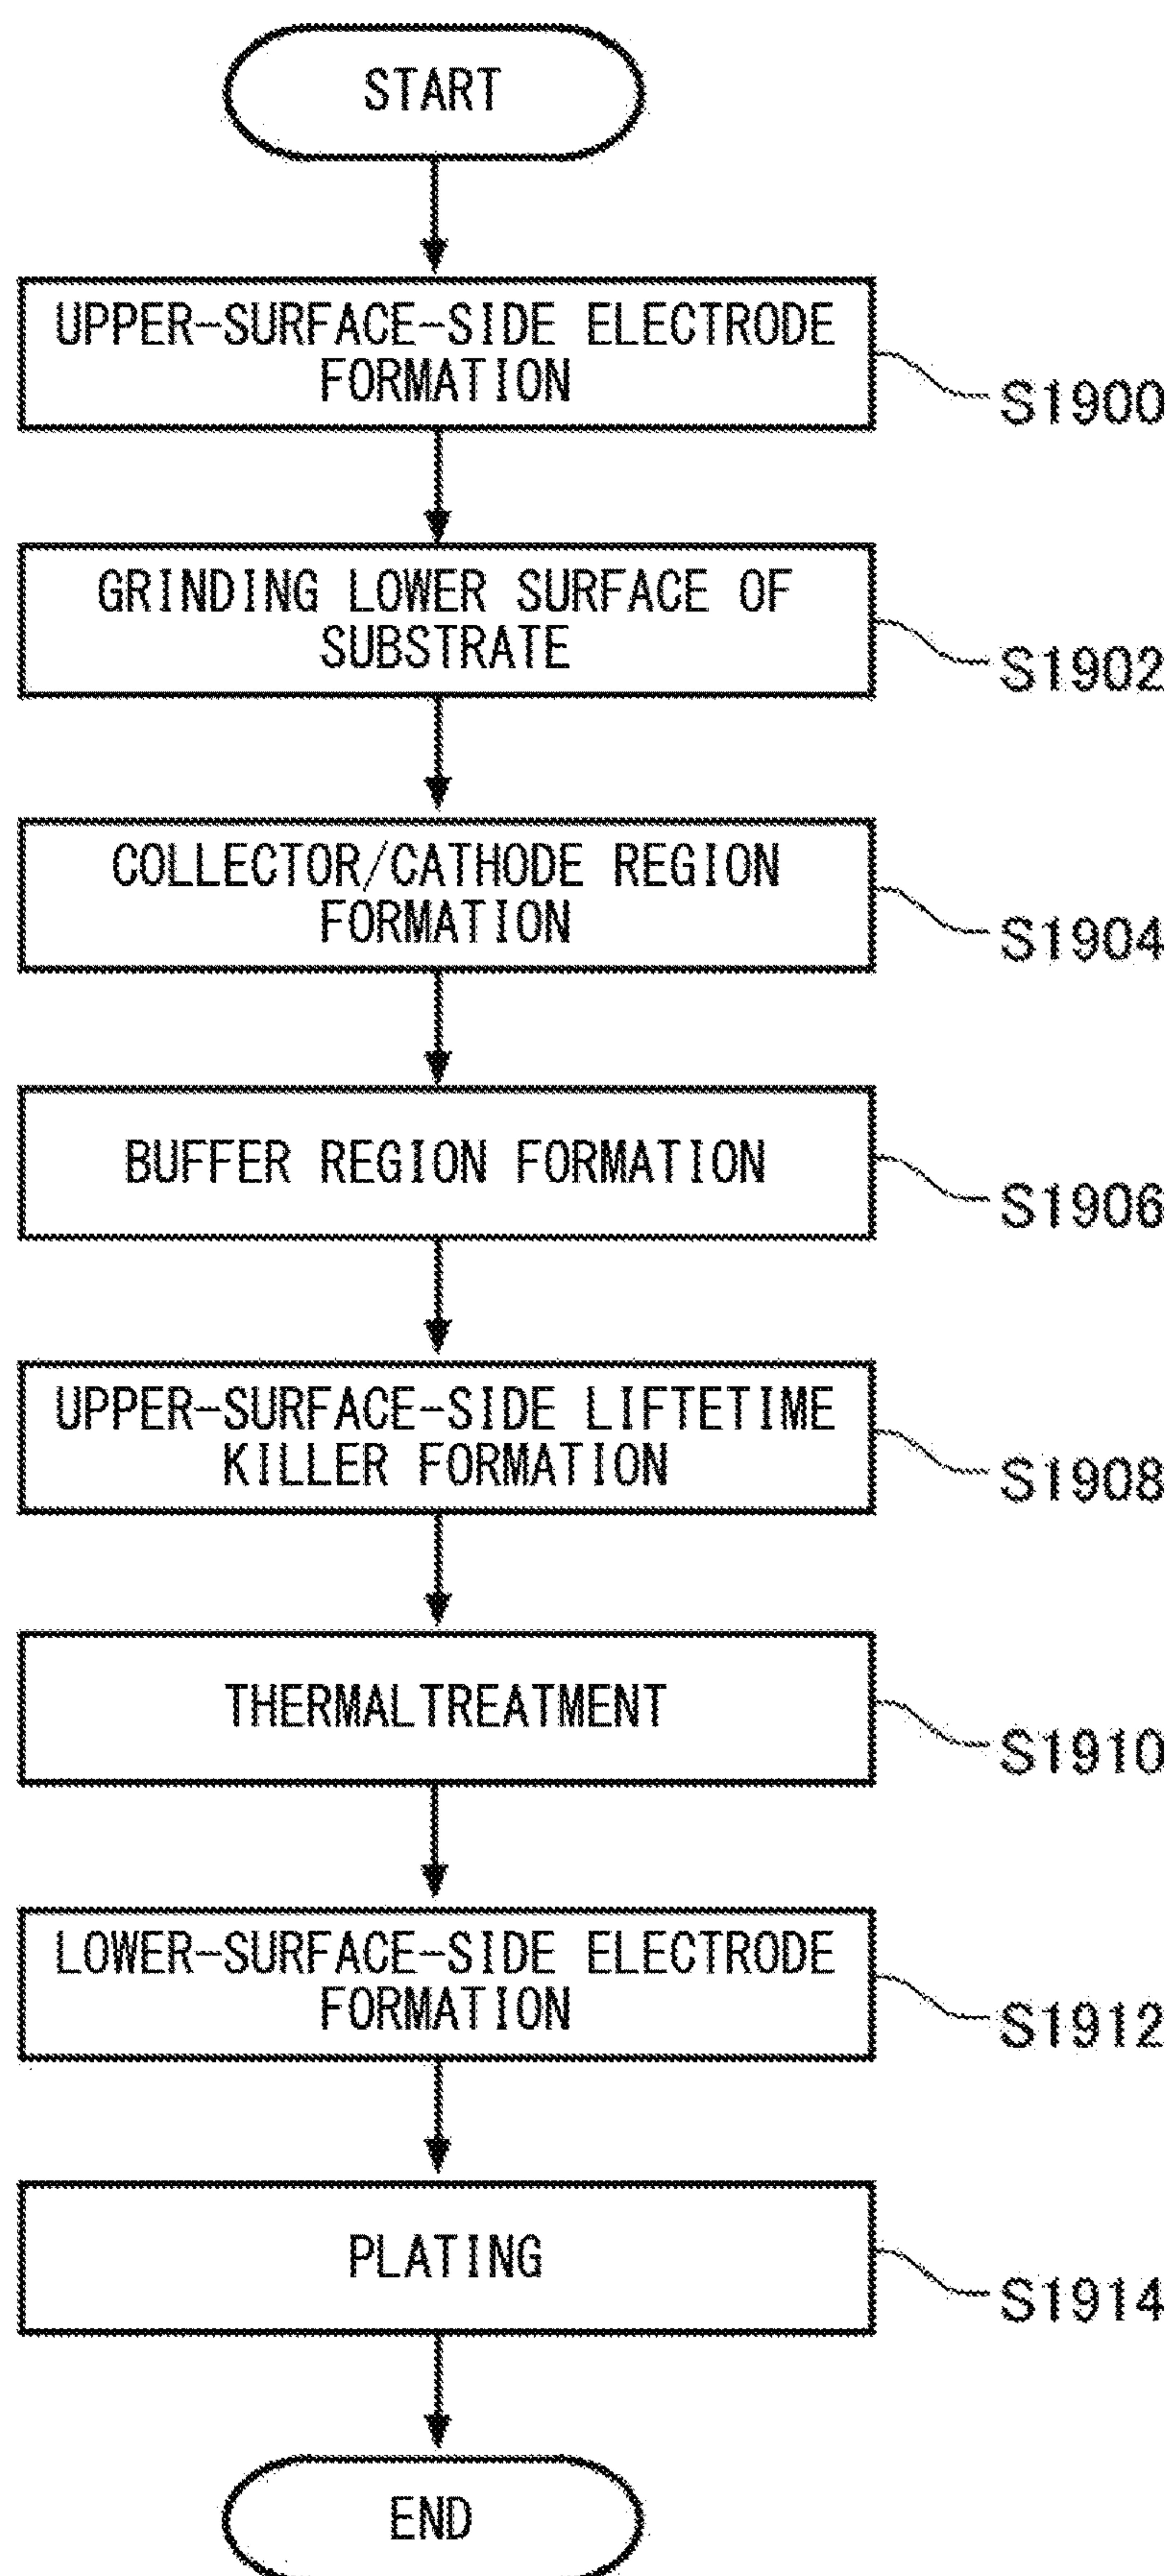 START
UPPER-SURFACE-SIDE ELECTRODE
FORMATION
S1900
GRINDING LOWER SURFACE OF
SUBSTRATE
S1902
COLLECTOR/CATHODE REGION
FORMATION
S1904
BUFFER REGION FORMATION
S1906
UPPER-SURFACE-SIDE LIFTETIME
KILLER FORMATION
S1908
THERMALTREATMENT
S1910
LOWER-SURFACE-SIDE ELECTRODE
FORMATION
S1912
PLATING
S1914
END